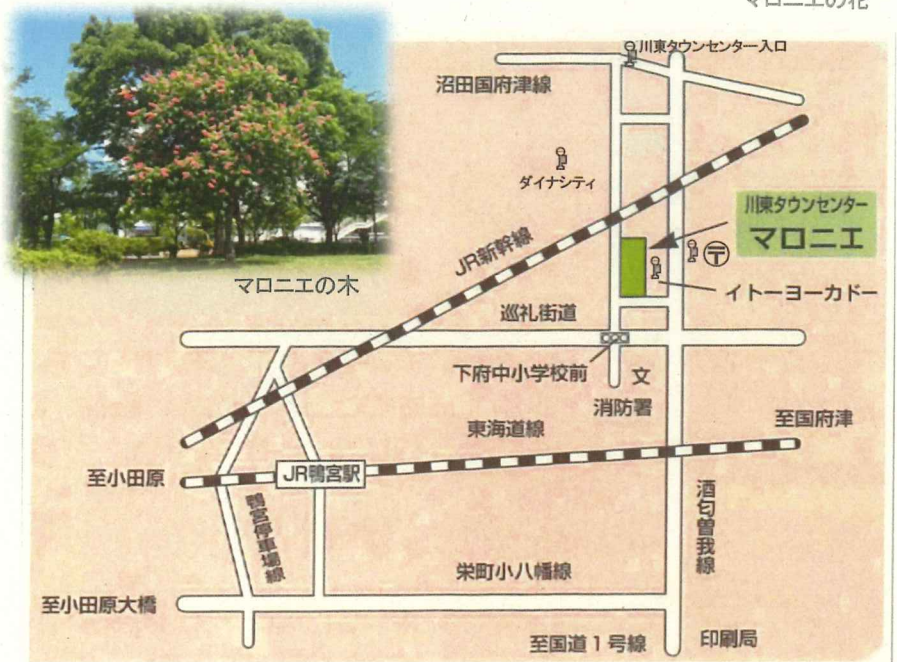 マロニエの花
川東タウンセンター入口
沼田国府津線
ダイナシティ
川東タウンセンター
マロニエ
JR新幹線
マロニエの木
イトーヨーカドー
巡礼街道
下府中小学校前
文
消防署
東海道線
至国府津
至小田原
JR鴨宮駅
鴨宮停車場線
酒匂曽我線
栄町小八幡線
至小田原大橋
至国道1号線
印刷局